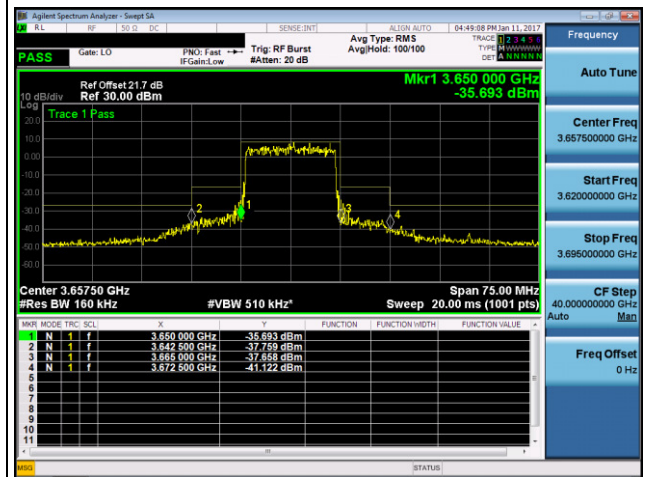 Agilent Spectrum Analyzer - Swept SA
RL RF 50 Ω DC SENSE:INT ALIGN AUTO 04:49:08 PM Jan 11, 2017
Frequency
Avg Type: RMS TRACE 1 2 3 4 5 6
PASS Gate: LO PNO: Fast Trig: RF Burst Avg|Hold: 100/100 TYPE M WWWWW
IFGain:Low #Atten: 20 dB DET A N N N N N
Auto Tune
Mkr1 3.650 000 GHz
Ref Offset 21.7 dB
10 dB/div Ref 30.00 dBm -35.693 dBm
Log
Trace 1 Pass
20.0
10.0
0.00
-10.0
-20.0
-30.0
-40.0
-50.0
-60.0
1
2
3
4
Center Freq
3.657500000 GHz
Start Freq
3.620000000 GHz
Stop Freq
3.695000000 GHz
Center 3.65750 GHz Span 75.00 MHz
#Res BW 160 kHz #VBW 510 kHz* Sweep 20.00 ms (1001 pts)
CF Step
40.000000000 GHz
Auto Man
Freq Offset
0 Hz
MKR MODE TRC SCL X Y FUNCTION FUNCTION WIDTH FUNCTION VALUE
1 N 1 f 3.650 000 GHz -35.693 dBm
2 N 1 f 3.642 500 GHz -37.759 dBm
3 N 1 f 3.665 000 GHz -37.658 dBm
4 N 1 f 3.672 500 GHz -41.122 dBm
5
6
7
8
9
10
11
MSG STATUS